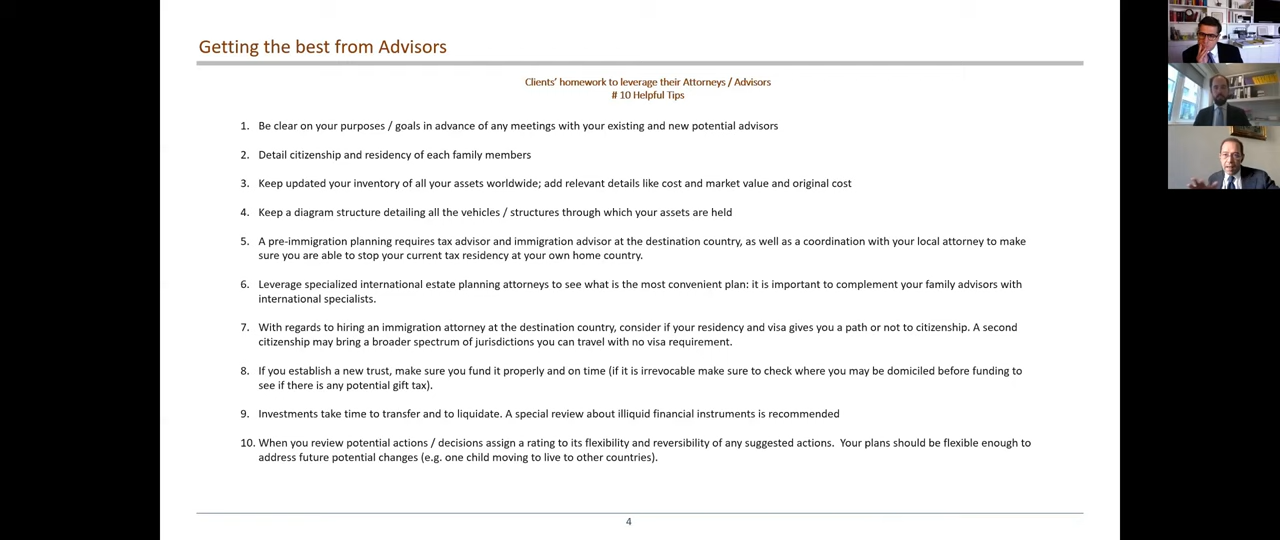 Getting the best from Advisors
Clients' homework to leverage their Attorneys / Advisors
# 10 Helpful Tips
1. Be clear on your purposes / goals in advance of any meetings with your existing and new potential advisors
2. Detail citizenship and residency of each family members
3. Keep updated your inventory of all your assets worldwide; add relevant details like cost and market value and original cost
4. Keep a diagram structure detailing all the vehicles / structures through which your assets are held
5. A pre-immigration planning requires tax advisor and immigration advisor at the destination country, as well as a coordination with your local attorney to make
sure you are able to stop your current tax residency at your own home country.
6. Leverage specialized international estate planning attorneys to see what is the most convenient plan: it is important to complement your family advisors with
international specialists.
7. With regards to hiring an immigration attorney at the destination country, consider if your residency and visa gives you a path or not to citizenship. A second
citizenship may bring a broader spectrum of jurisdictions you can travel with no visa requirement.
8. If you establish a new trust, make sure you fund it properly and on time (if it is irrevocable make sure to check where you may be domiciled before funding to
see if there is any potential gift tax).
9. Investments take time to transfer and to liquidate. A special review about illiquid financial instruments is recommended
10. When you review potential actions / decisions assign a rating to its flexibility and reversibility of any suggested actions. Your plans should be flexible enough to
address future potential changes (e.g. one child moving to live to other countries).
4